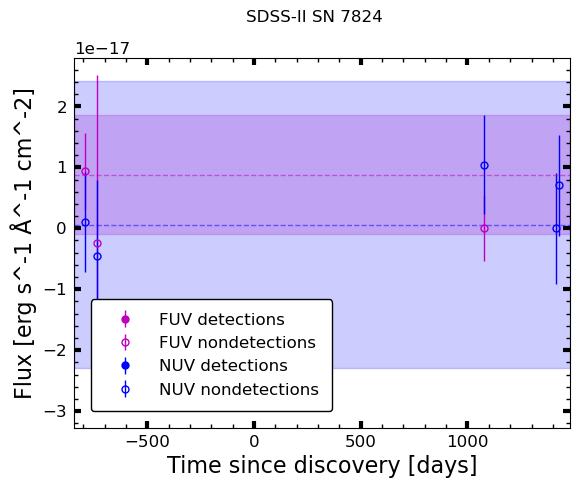 SDSS-II SN 7824
1e−17
2
1
0
−1
−2
−3
Flux [erg s^-1 Å^-1 cm^-2]
FUV detections
FUV nondetections
NUV detections
NUV nondetections
−500 0 500 1000
Time since discovery [days]